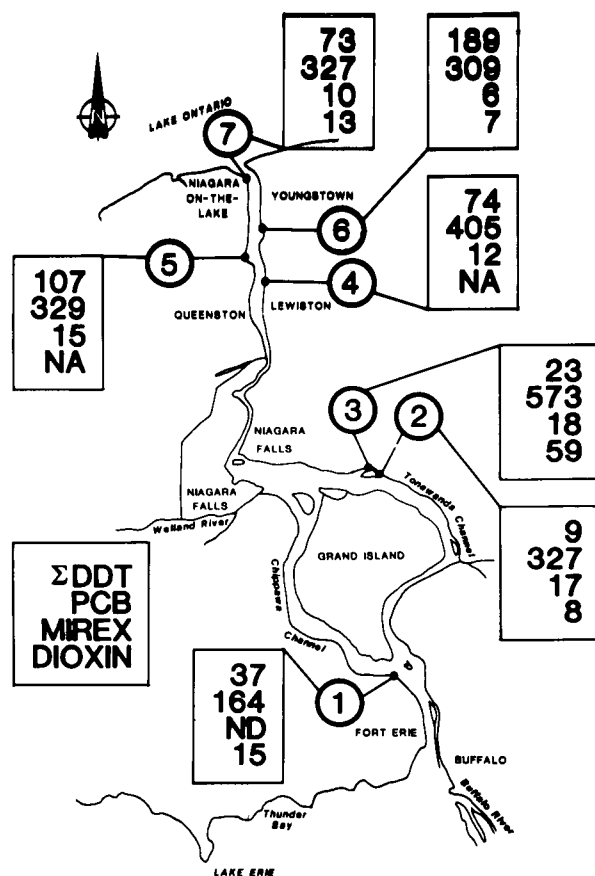 N
LAKE ONTARIO
73
327
10
13
189
309
6
7
7
NIAGARA
ON-THE-
LAKE
YOUNGSTOWN
6
74
405
12
NA
5
4
107
329
15
NA
QUEENSTON
LEWISTON
23
573
18
59
3
2
NIAGARA
FALLS
NIAGARA
FALLS
Welland River
Tonawanda Channel
GRAND ISLAND
Chippawa
Channel
9
327
17
8
ΣDDT
PCB
MIREX
DIOXIN
37
164
ND
15
1
FORT ERIE
BUFFALO
Buffalo River
Thunder
Bay
LAKE ERIE